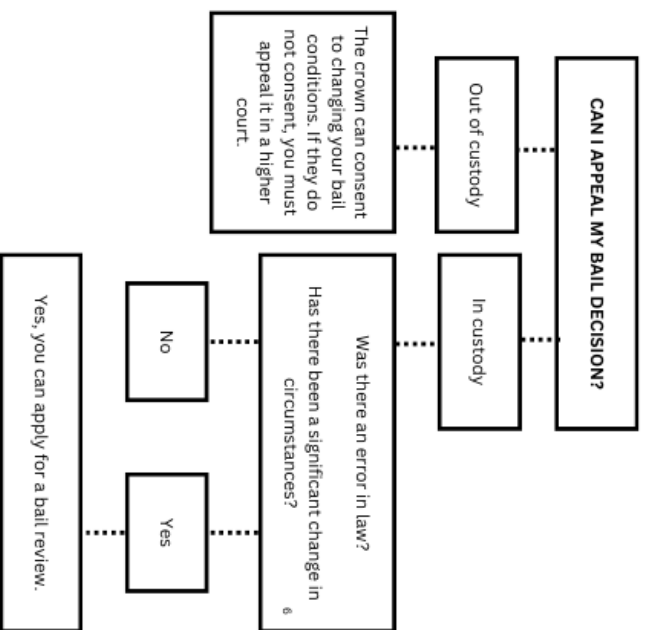 CAN I APPEAL MY BAIL DECISION?
Out of custody
In custody
The crown can consent
to changing your bail
conditions. If they do
not consent, you must
appeal it in a higher
court.
Was there an error in law?
Has there been a significant change in
circumstances?
6
No
Yes
Yes, you can apply for a bail review.